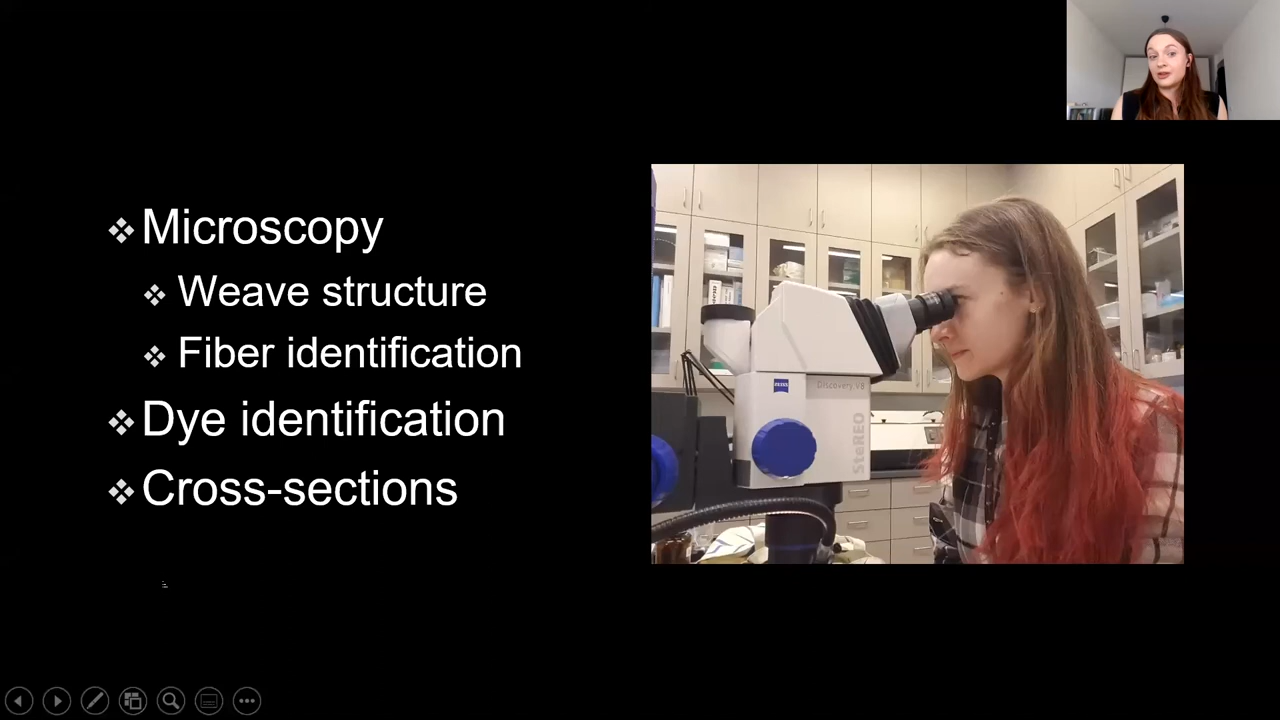 ❖ Microscopy
❖ Weave structure
❖ Fiber identification
❖ Dye identification
❖ Cross-sections
ZEISS
Discovery.V8
SteREO